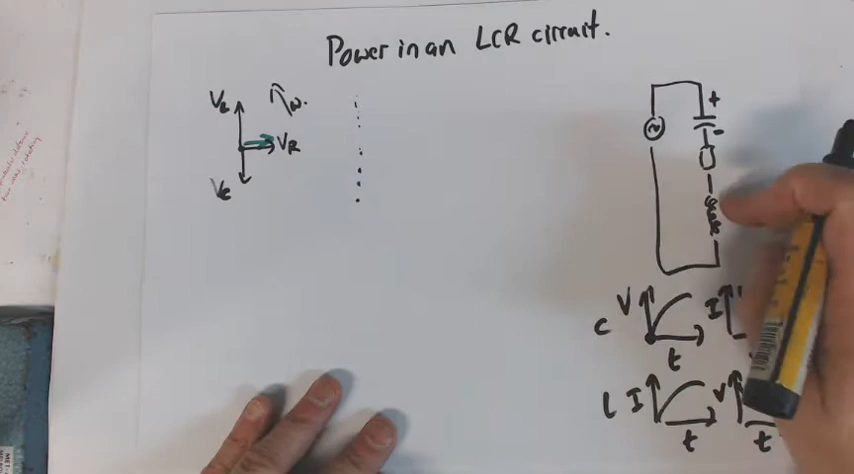 Power in an LCR circuit.
VL
ω.
VR
VC
+
-
C V t I
L I t V t